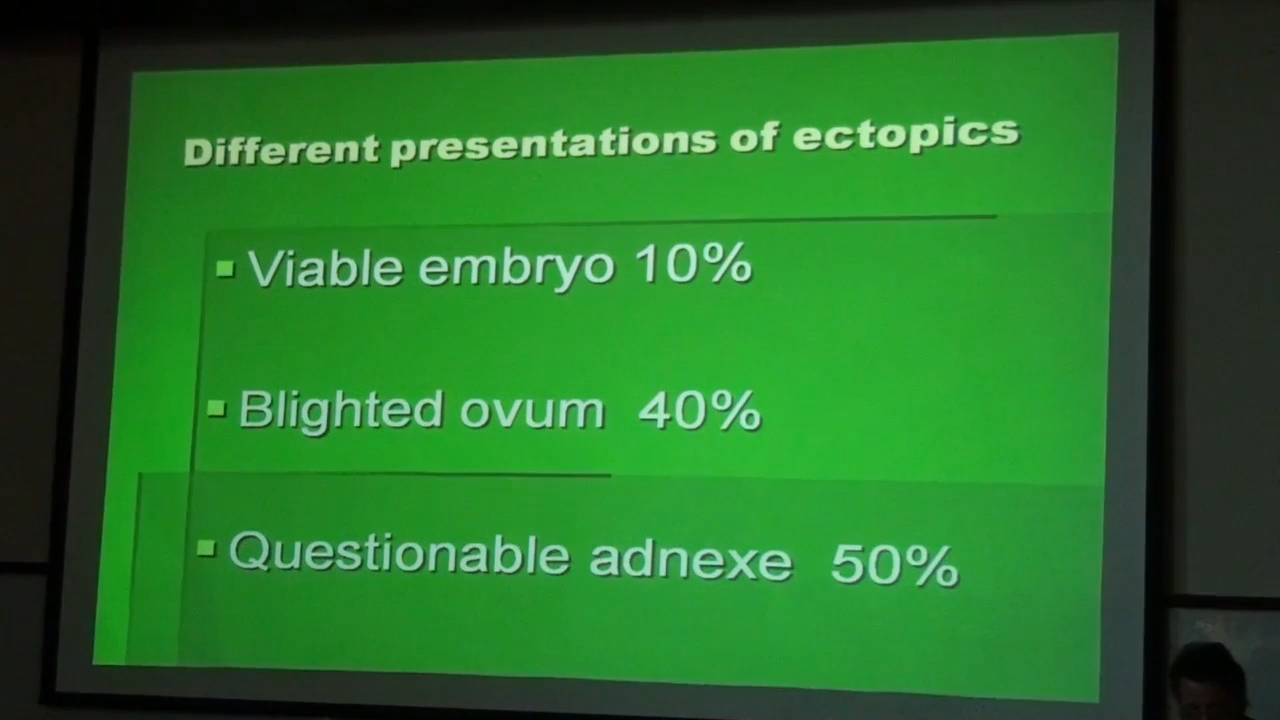 Different presentations of ectopics
Viable embryo 10%
Blighted ovum 40%
Questionable adnexe 50%